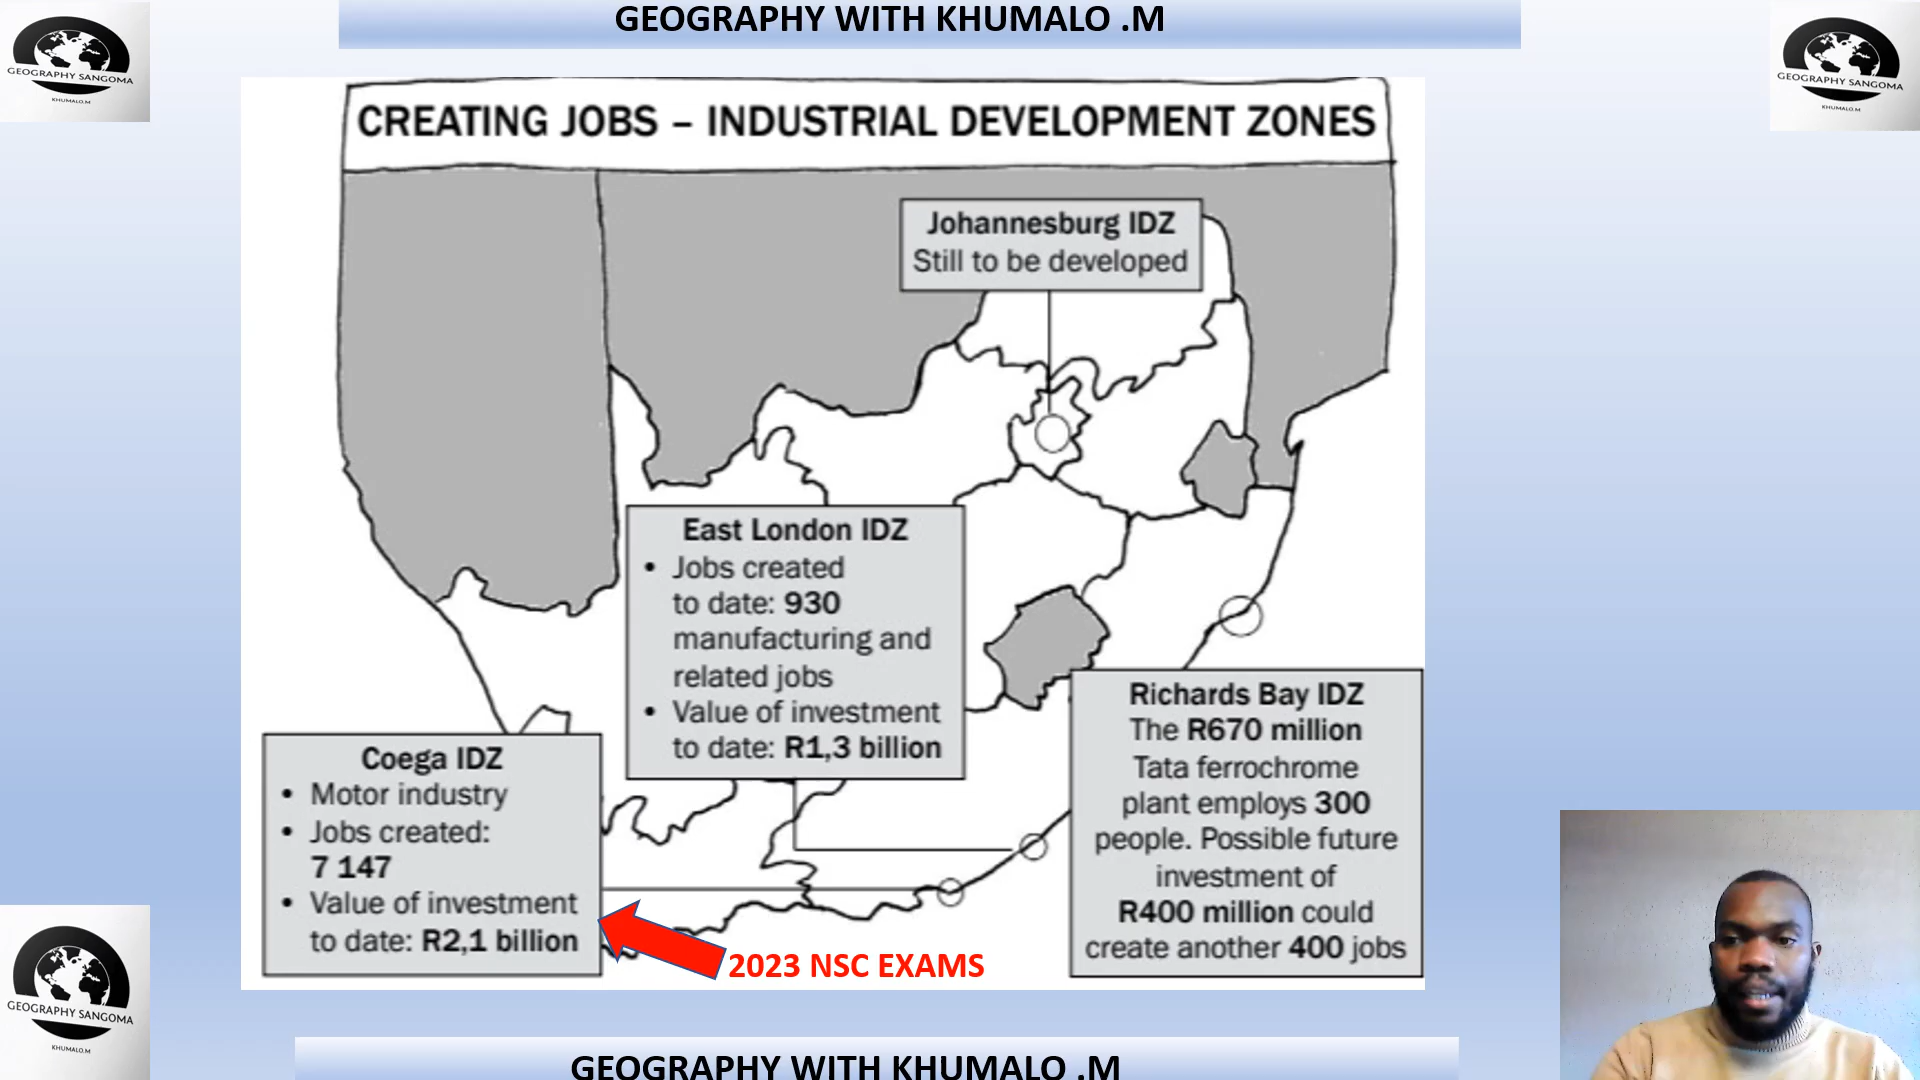 GEOGRAPHY WITH KHUMALO .M
GEOGRAPHY SANGOMA
KHUMALO.M
GEOGRAPHY SANGOMA
KHUMALO.M
CREATING JOBS – INDUSTRIAL DEVELOPMENT ZONES
Johannesburg IDZ
Still to be developed
East London IDZ
• Jobs created
to date: 930
manufacturing and
related jobs
• Value of investment
to date: R1,3 billion
Coega IDZ
• Motor industry
• Jobs created:
7 147
• Value of investment
to date: R2,1 billion
Richards Bay IDZ
The R670 million
Tata ferrochrome
plant employs 300
people. Possible future
investment of
R400 million could
create another 400 jobs
2023 NSC EXAMS
GEOGRAPHY SANGOMA
KHUMALO.M
GEOGRAPHY WITH KHUMALO .M